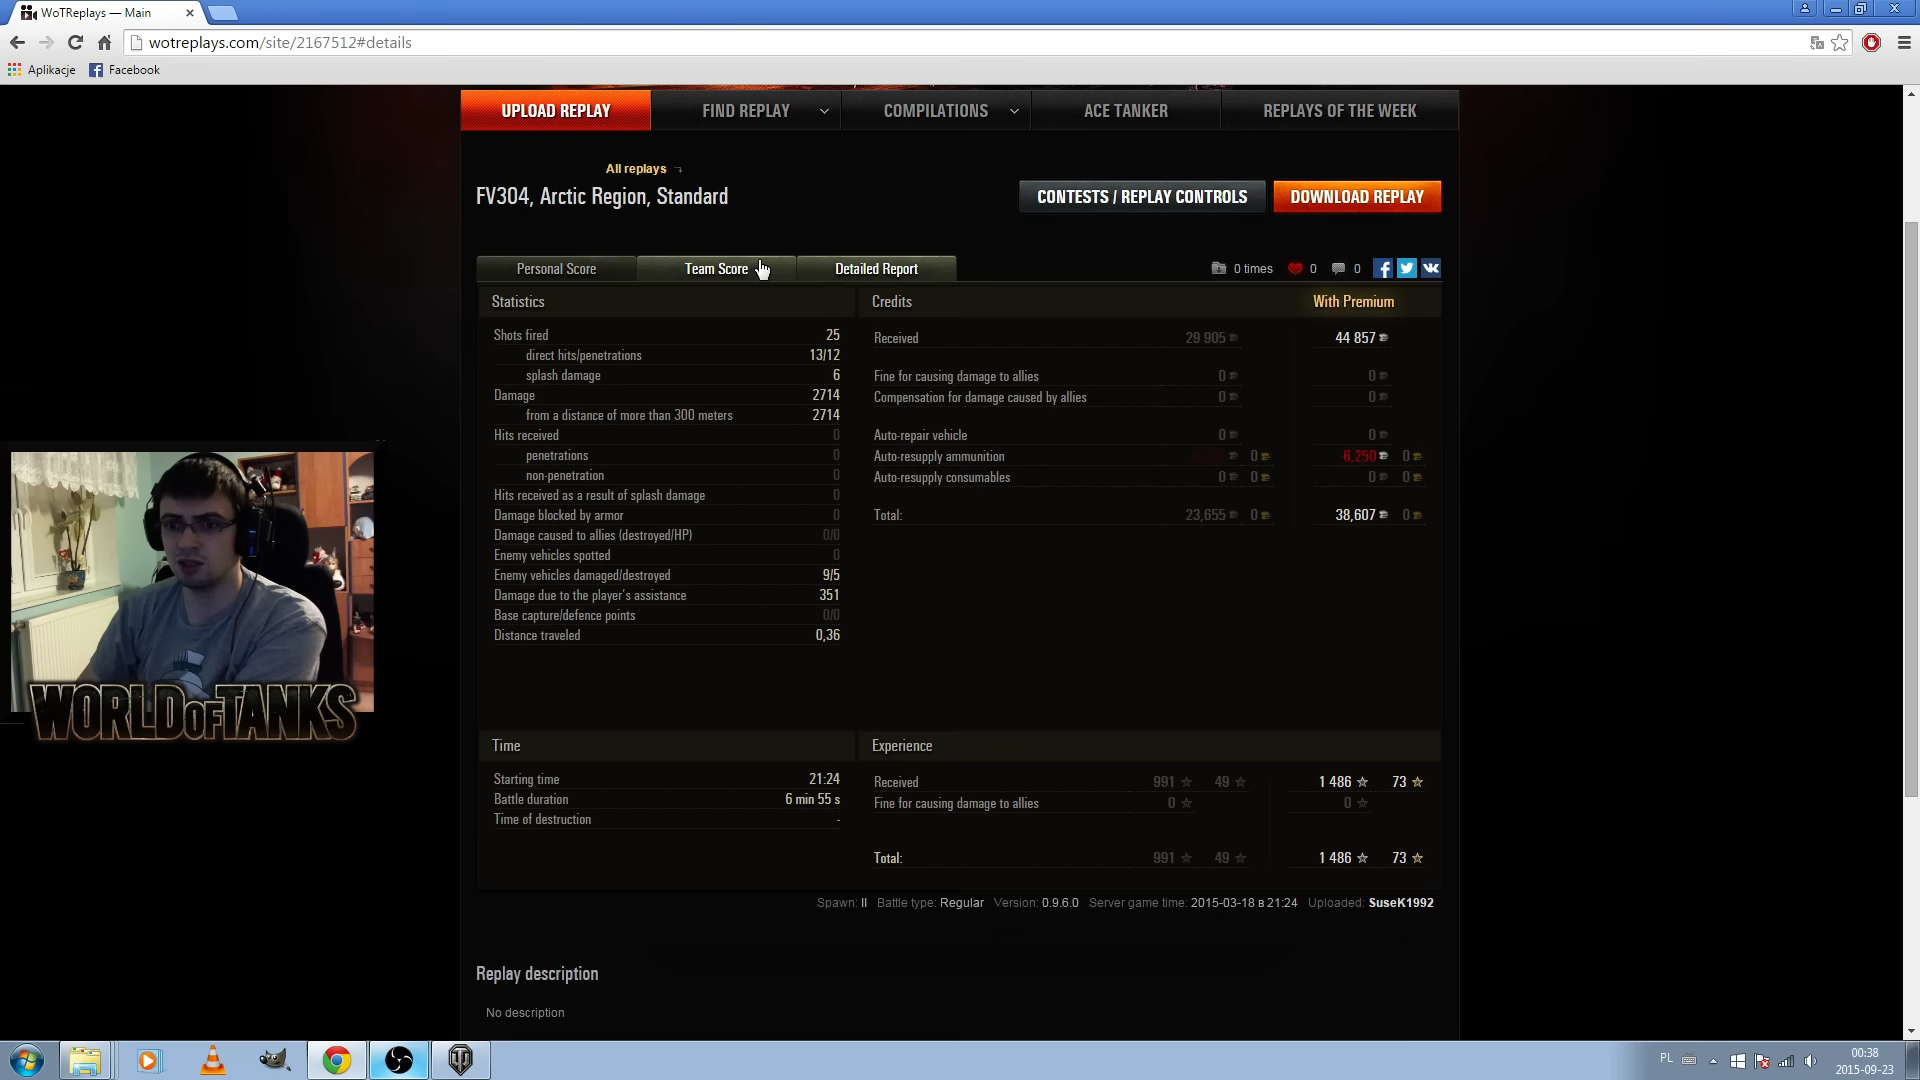 WoTReplays — Main
wotreplays.com/site/2167512#details
Aplikacje Facebook
UPLOAD REPLAY FIND REPLAY COMPILATIONS ACE TANKER REPLAYS OF THE WEEK
All replays
FV304, Arctic Region, Standard
CONTESTS / REPLAY CONTROLS DOWNLOAD REPLAY
Personal Score Team Score Detailed Report 0 times 0 0
Statistics Credits With Premium
Shots fired 25
direct hits/penetrations 13/12
splash damage 6
Damage 2714
from a distance of more than 300 meters 2714
Hits received 0
penetrations 0
non-penetration 0
Hits received as a result of splash damage 0
Damage blocked by armor 0
Damage caused to allies (destroyed/HP) 0/0
Enemy vehicles spotted 0
Enemy vehicles damaged/destroyed 9/5
Damage due to the player's assistance 351
Base capture/defence points 0/0
Distance traveled 0,36
Received 29 905 44 857
Fine for causing damage to allies 0 0
Compensation for damage caused by allies 0 0
Auto-repair vehicle 0 0
Auto-resupply ammunition 0 -6,250 0
Auto-resupply consumables 0 0 0 0
Total: 23,655 0 38,607 0
WORLD OF TANKS
Time Experience
Starting time 21:24
Battle duration 6 min 55 s
Time of destruction -
Received 991 49 1 486 73
Fine for causing damage to allies 0 0
Total: 991 49 1 486 73
Spawn: II Battle type: Regular Version: 0.9.6.0 Server game time: 2015-03-18 в 21:24 Uploaded: SuseK1992
Replay description
No description
PL 00:38
2015-09-23